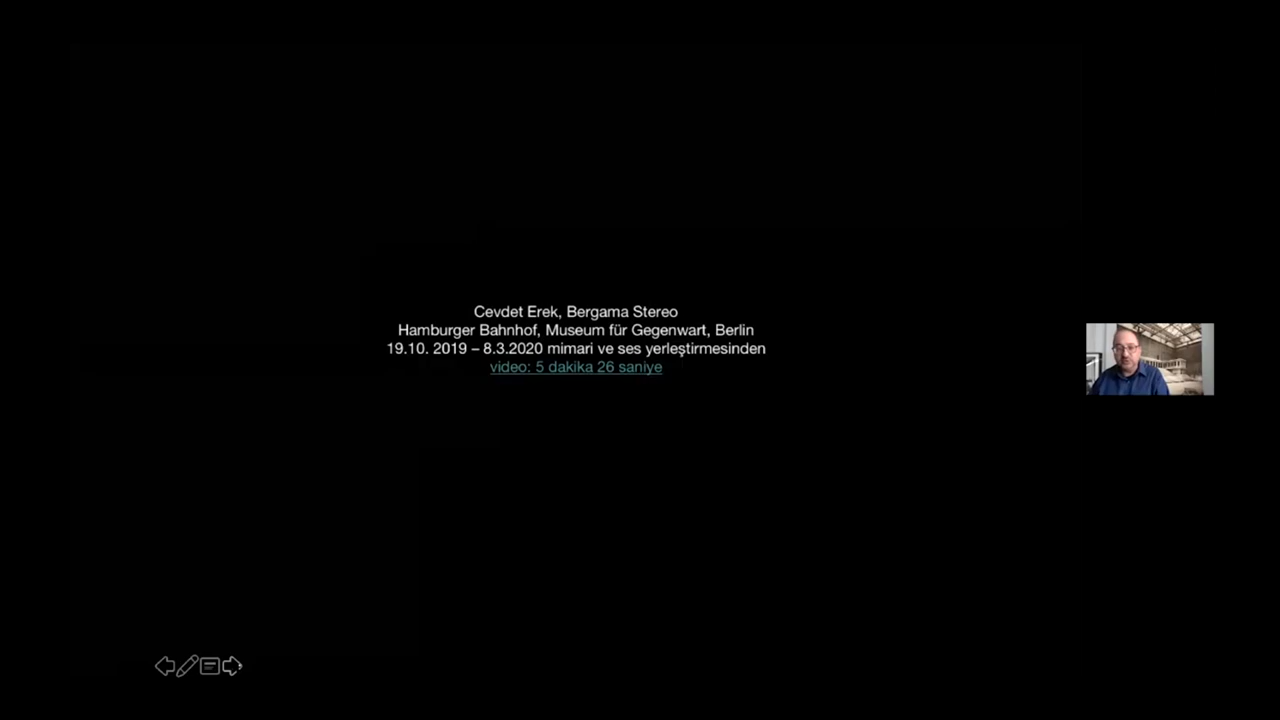 Cevdet Erek, Bergama Stereo
Hamburger Bahnhof, Museum für Gegenwart, Berlin
19.10. 2019 – 8.3.2020 mimari ve ses yerleştirmesinden
video: 5 dakika 26 saniye